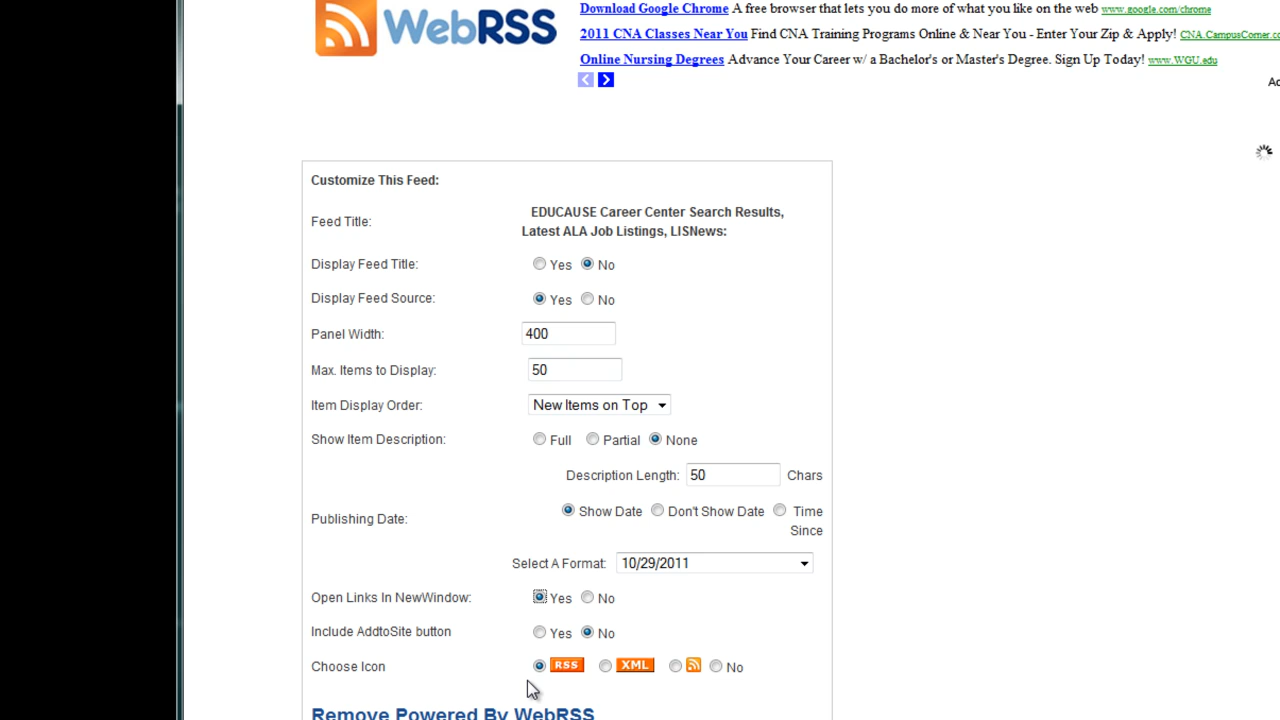 WebRSS
Download Google Chrome A free browser that lets you do more of what you like on the web www.google.com/chrome
2011 CNA Classes Near You Find CNA Training Programs Online & Near You - Enter Your Zip & Apply! CNA.CampusCorner.co
Online Nursing Degrees Advance Your Career w/ a Bachelor's or Master's Degree. Sign Up Today! www.WGU.edu
Ad
Customize This Feed:
Feed Title: EDUCAUSE Career Center Search Results,
Latest ALA Job Listings, LISNews:
Display Feed Title: Yes No
Display Feed Source: Yes No
Panel Width: 400
Max. Items to Display: 50
Item Display Order: New Items on Top
Show Item Description: Full Partial None
Description Length: 50 Chars
Publishing Date: Show Date Don't Show Date Time
Since
Select A Format: 10/29/2011
Open Links In NewWindow: Yes No
Include AddtoSite button Yes No
Choose Icon RSS XML No
Remove Powered By WebRSS